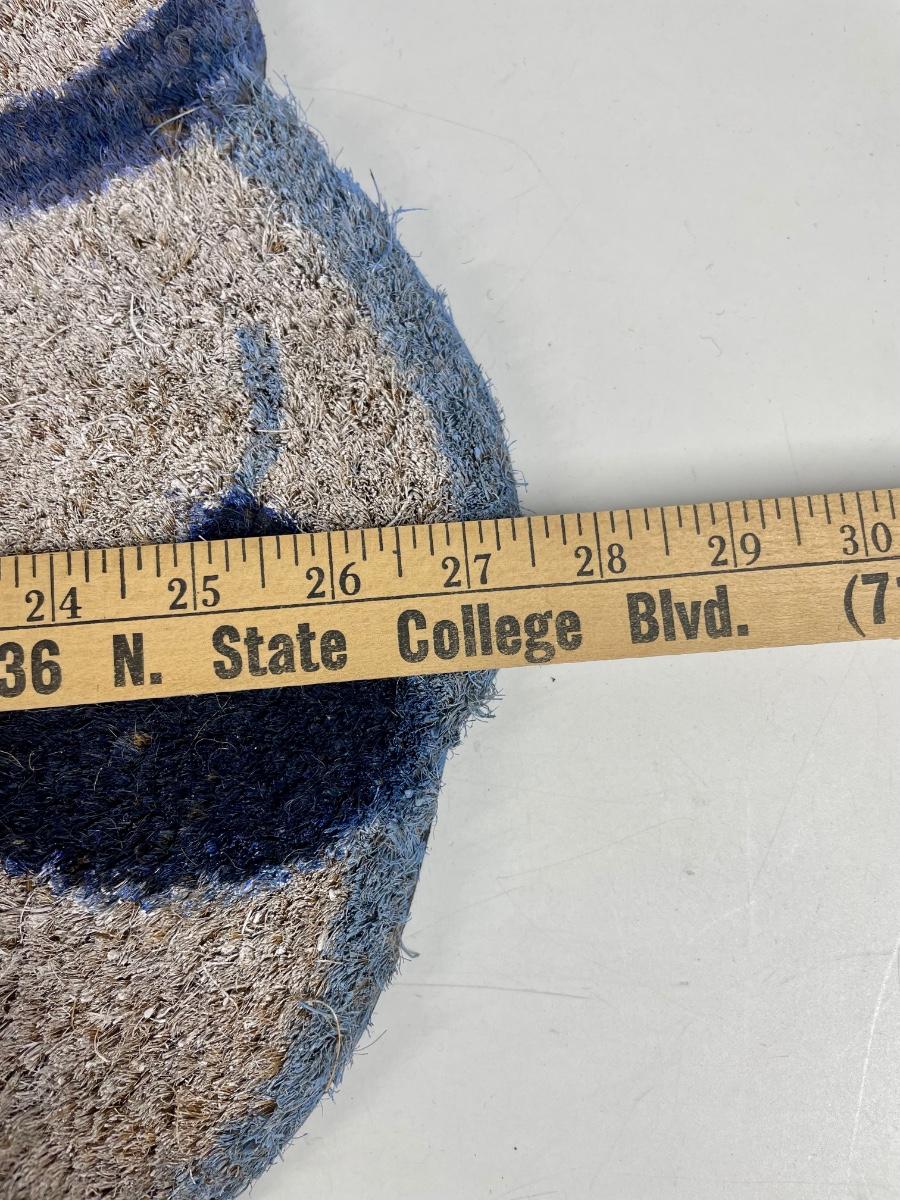 24 25 26 27 28 29 30
36 N. State College Blvd. (7